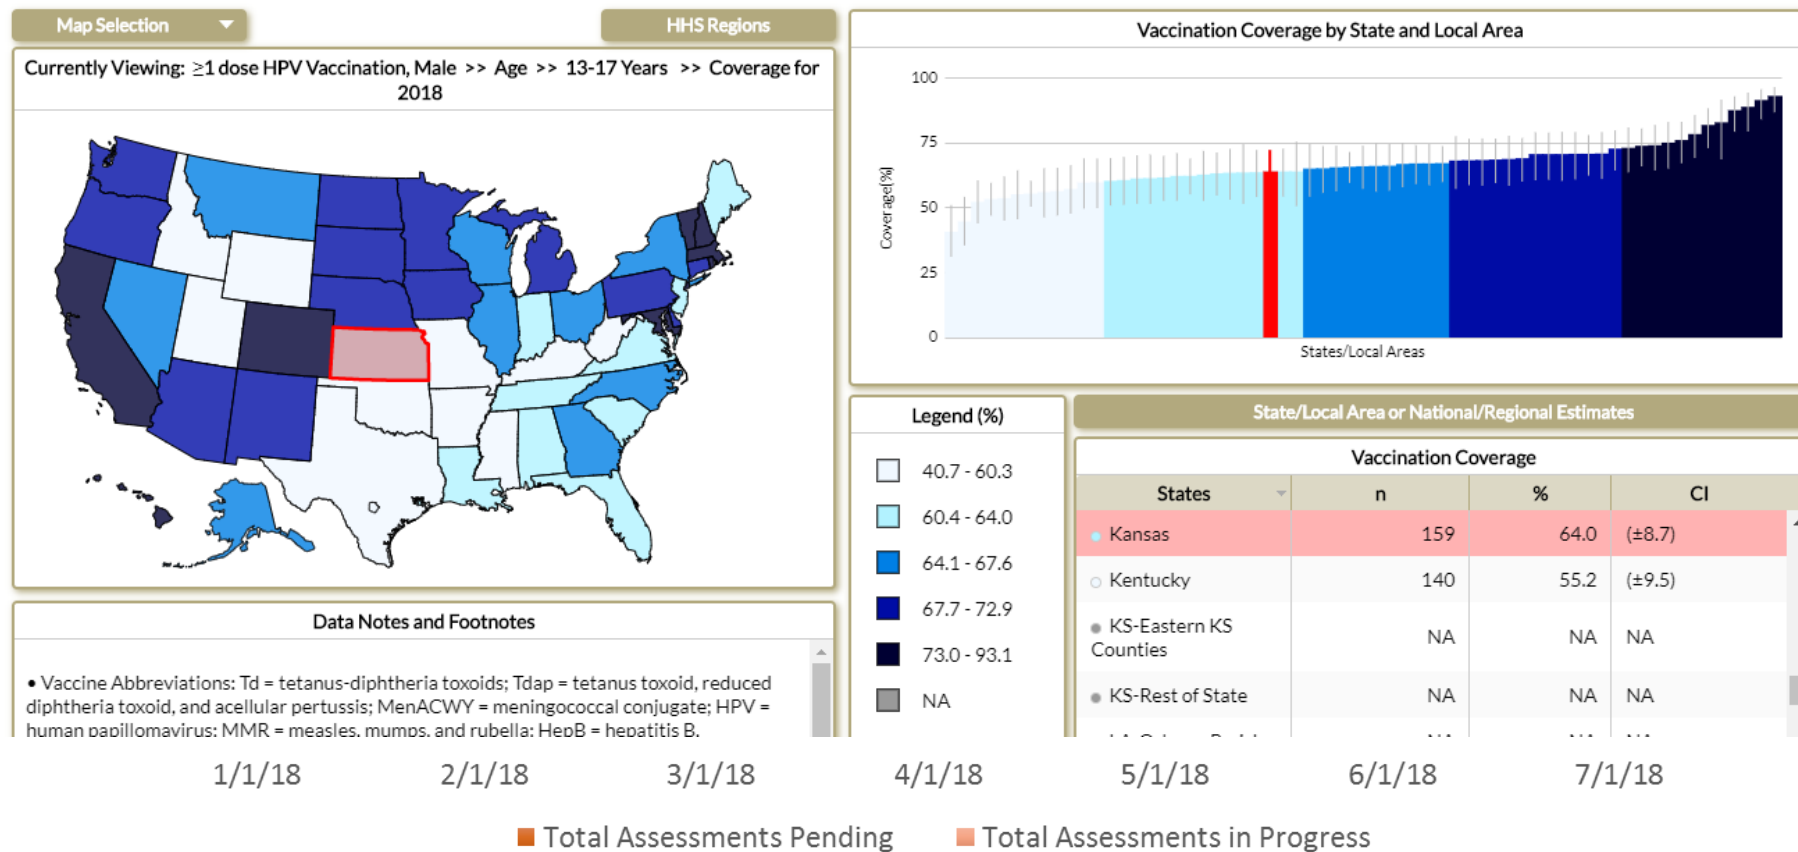 Map Selection
HHS Regions
Currently Viewing: ≥1 dose HPV Vaccination, Male >> Age >> 13-17 Years >> Coverage for
2018
Vaccination Coverage by State and Local Area
100
75
50
25
0
Coverage(%)
States/Local Areas
Legend (%)
40.7 - 60.3
60.4 - 64.0
64.1 - 67.6
67.7 - 72.9
73.0 - 93.1
NA
State/Local Area or National/Regional Estimates
Vaccination Coverage
States n % CI
Kansas 159 64.0 (±8.7)
Kentucky 140 55.2 (±9.5)
KS-Eastern KS
Counties NA NA NA
KS-Rest of State NA NA NA
Data Notes and Footnotes
• Vaccine Abbreviations: Td = tetanus-diphtheria toxoids; Tdap = tetanus toxoid, reduced
diphtheria toxoid, and acellular pertussis; MenACWY = meningococcal conjugate; HPV =
human papillomavirus; MMR = measles, mumps, and rubella; HepB = hepatitis B,
1/1/18 2/1/18 3/1/18 4/1/18 5/1/18 6/1/18 7/1/18
Total Assessments Pending Total Assessments in Progress